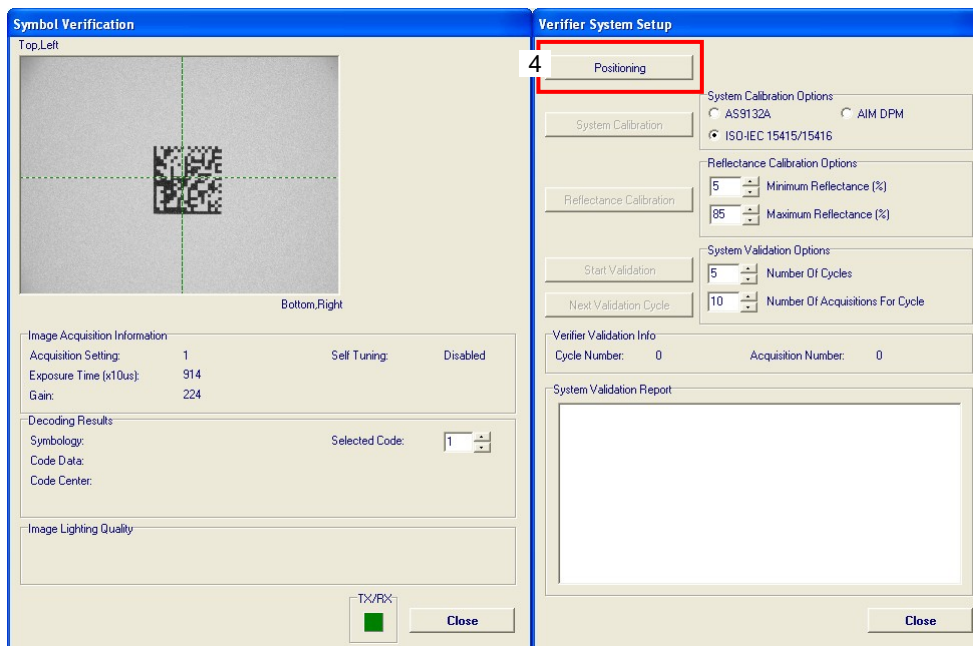 Symbol Verification
Top,Left
Bottom,Right
Image Acquisition Information
Acquisition Setting: 1 Self Tuning: Disabled
Exposure Time (x10us): 914
Gain: 224
Decoding Results
Symbology: Selected Code: 1
Code Data:
Code Center:
Image Lighting Quality
TX/RX
Close
Verifier System Setup
4
Positioning
System Calibration
System Calibration Options
AS9132A AIM DPM
ISO-IEC 15415/15416
Reflectance Calibration
Reflectance Calibration Options
5 Minimum Reflectance (%)
85 Maximum Reflectance (%)
Start Validation
Next Validation Cycle
System Validation Options
5 Number Of Cycles
10 Number Of Acquisitions For Cycle
Verifier Validation Info
Cycle Number: 0 Acquisition Number: 0
System Validation Report
Close